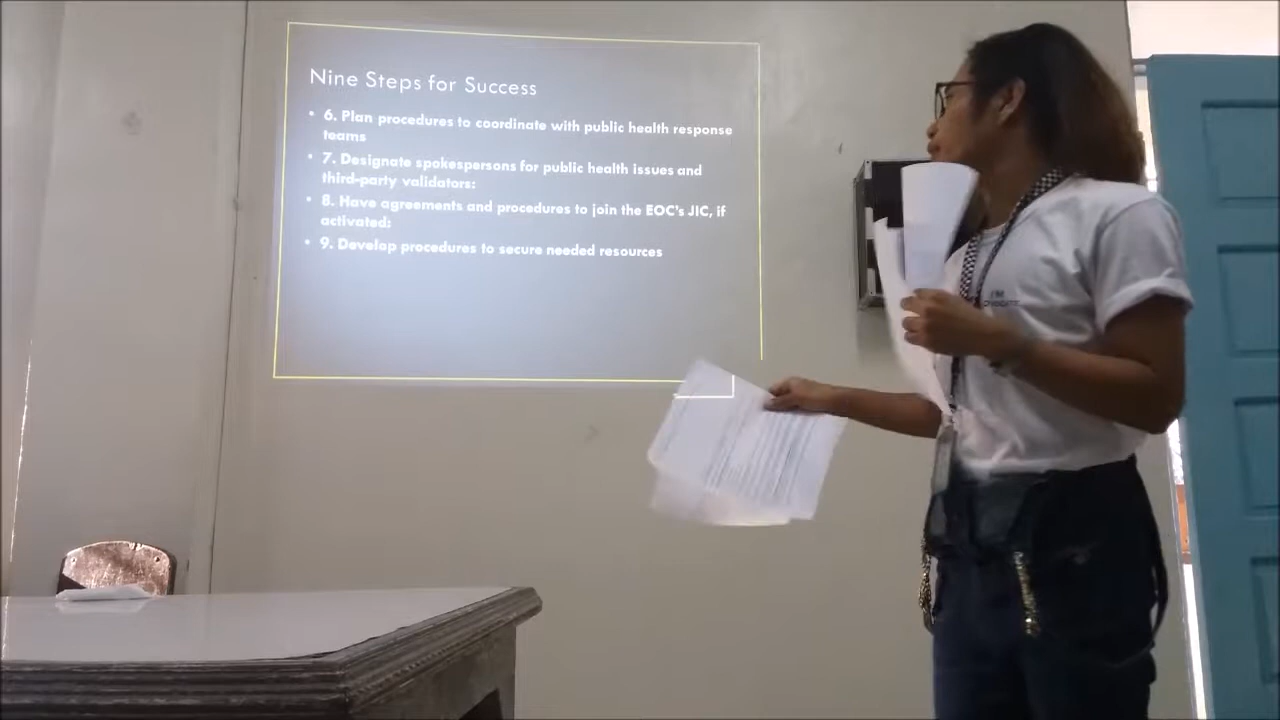 Nine Steps for Success
• 6. Plan procedures to coordinate with public health response
teams
• 7. Designate spokespersons for public health issues and
third-party validators:
• 8. Have agreements and procedures to join the EOC's JIC, if
activated:
• 9. Develop procedures to secure needed resources
I'M